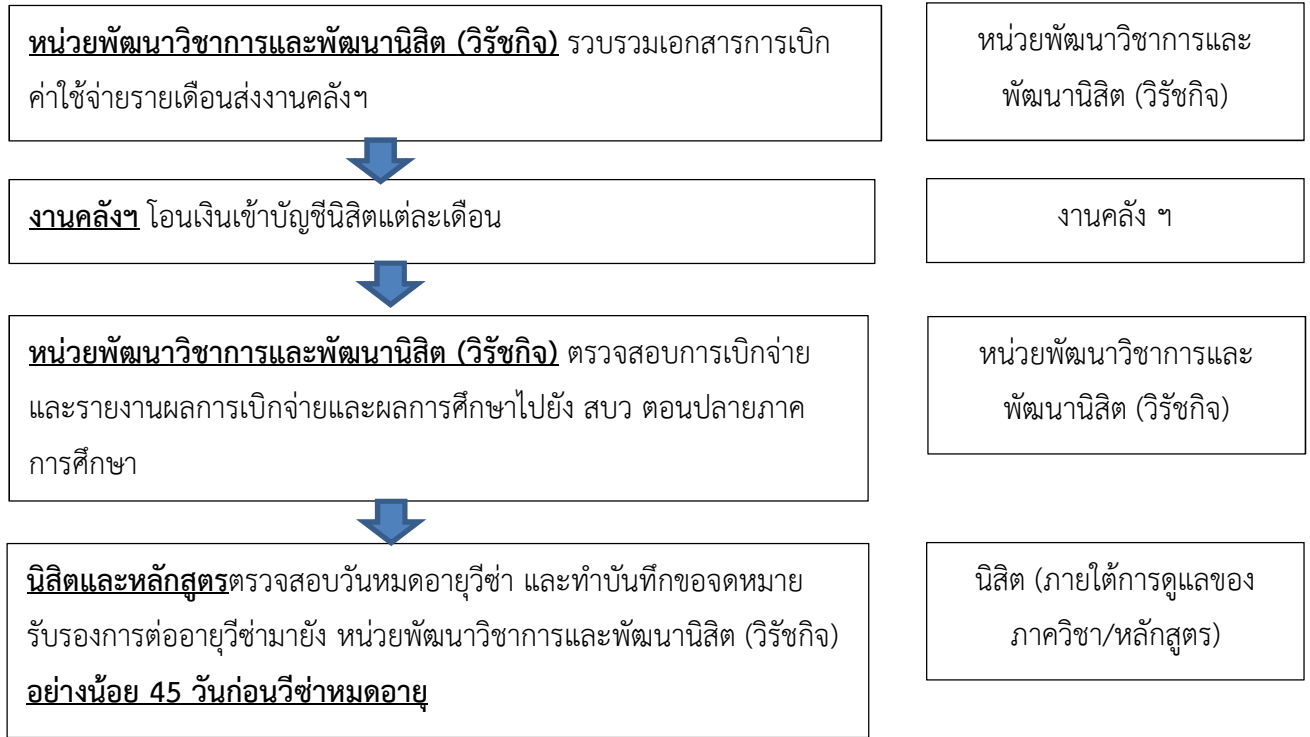 หน่วยพัฒนาวิชาการและพัฒนานิสิต (วิรัชกิจ) รวบรวมเอกสารการเบิก
ค่าใช้จ่ายรายเดือนส่งงานคลังฯ
หน่วยพัฒนาวิชาการและ
พัฒนานิสิต (วิรัชกิจ)
งานคลังฯ โอนเงินเข้าบัญชีนิสิตแต่ละเดือน
งานคลัง ฯ
หน่วยพัฒนาวิชาการและพัฒนานิสิต (วิรัชกิจ) ตรวจสอบการเบิกจ่าย
และรายงานผลการเบิกจ่ายและผลการศึกษาไปยัง สบว ตอนปลายภาค
การศึกษา
หน่วยพัฒนาวิชาการและ
พัฒนานิสิต (วิรัชกิจ)
นิสิตและหลักสูตรตรวจสอบวันหมดอายุวีซ่า และทำบันทึกขอจดหมาย
รับรองการต่ออายุวีซ่ามายัง หน่วยพัฒนาวิชาการและพัฒนานิสิต (วิรัชกิจ)
อย่างน้อย 45 วันก่อนวีซ่าหมดอายุ
นิสิต (ภายใต้การดูแลของ
ภาควิชา/หลักสูตร)